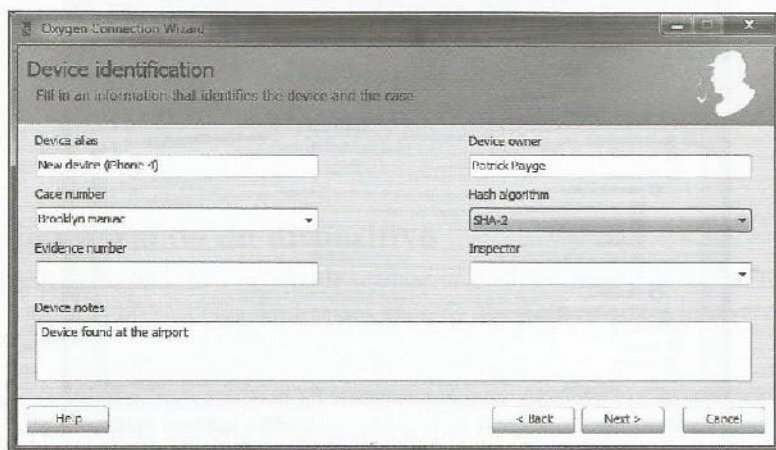 Oxygen Connection Wizard
Device identification
Fill in an information that identifies the device and the case
Device alias
New device (iPhone 4)
Device owner
Patrick Payge
Case number
Brooklyn maniac
Hash algorithm
SHA-2
Evidence number
Inspector
Device notes
Device found at the airport
Help
< Back
Next >
Cancel